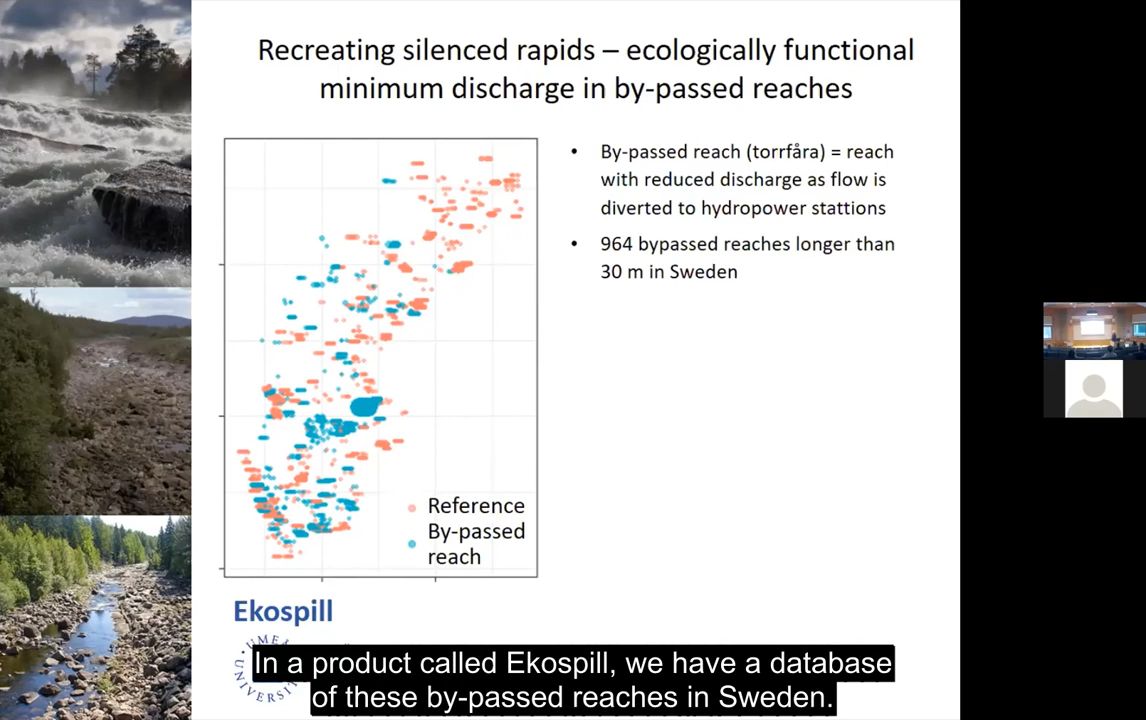 Recreating silenced rapids – ecologically functional
minimum discharge in by-passed reaches
• By-passed reach (torrfåra) = reach
with reduced discharge as flow is
diverted to hydropower stattions
• 964 bypassed reaches longer than
30 m in Sweden
Reference
By-passed
reach
Ekospill
UME
UNIVERSIT
In a product called Ekospill, we have a database
of these by-passed reaches in Sweden.